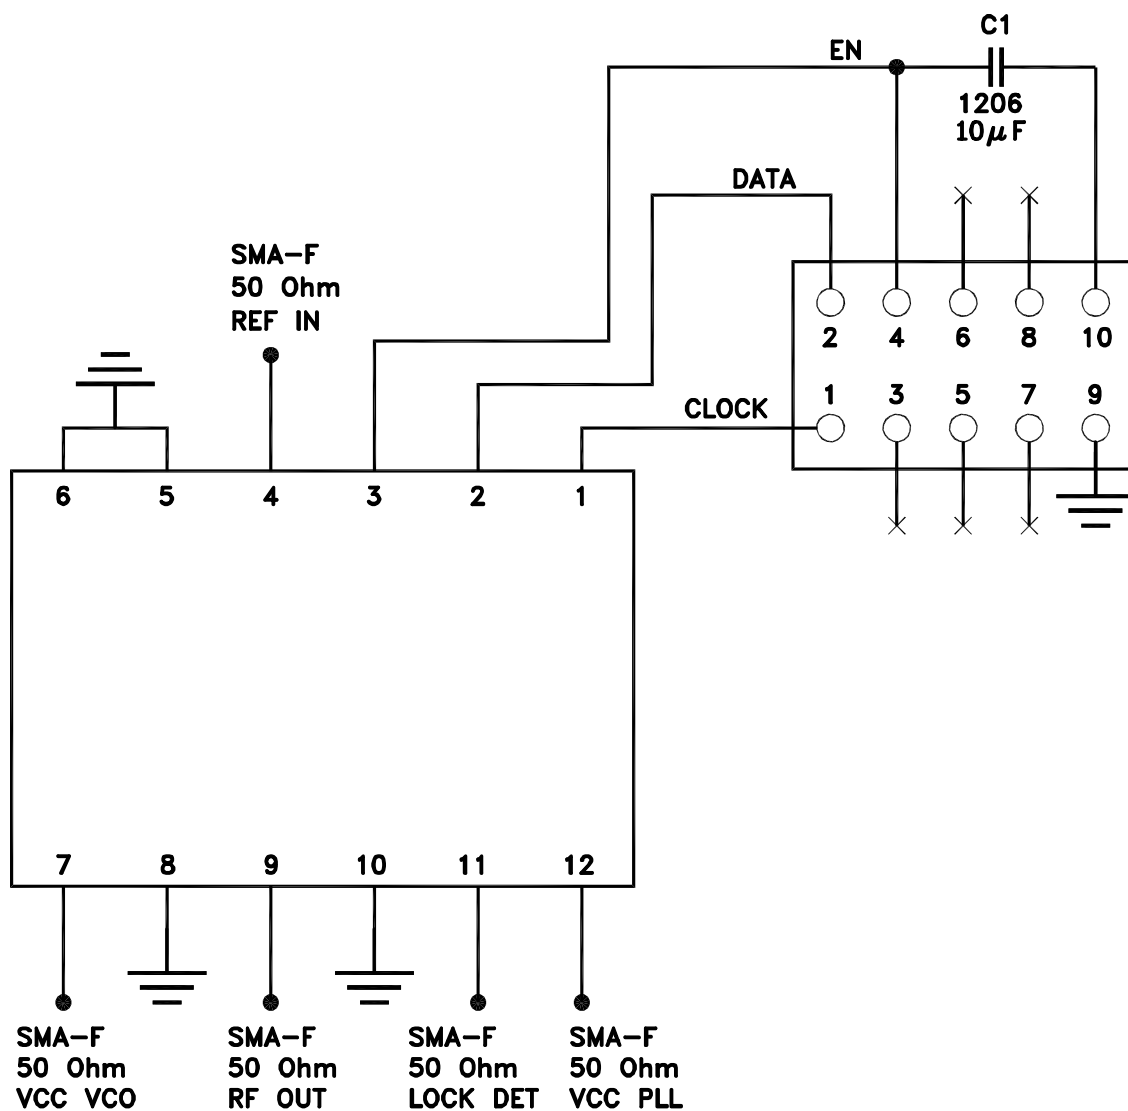 C1
EN
1206
10μF
DATA
SMA-F
50 Ohm
REF IN
2 4 6 8 10
1 3 5 7 9
CLOCK
6 5 4 3 2 1
7 8 9 10 11 12
SMA-F
50 Ohm
VCC VCO
SMA-F
50 Ohm
RF OUT
SMA-F
50 Ohm
LOCK DET
SMA-F
50 Ohm
VCC PLL